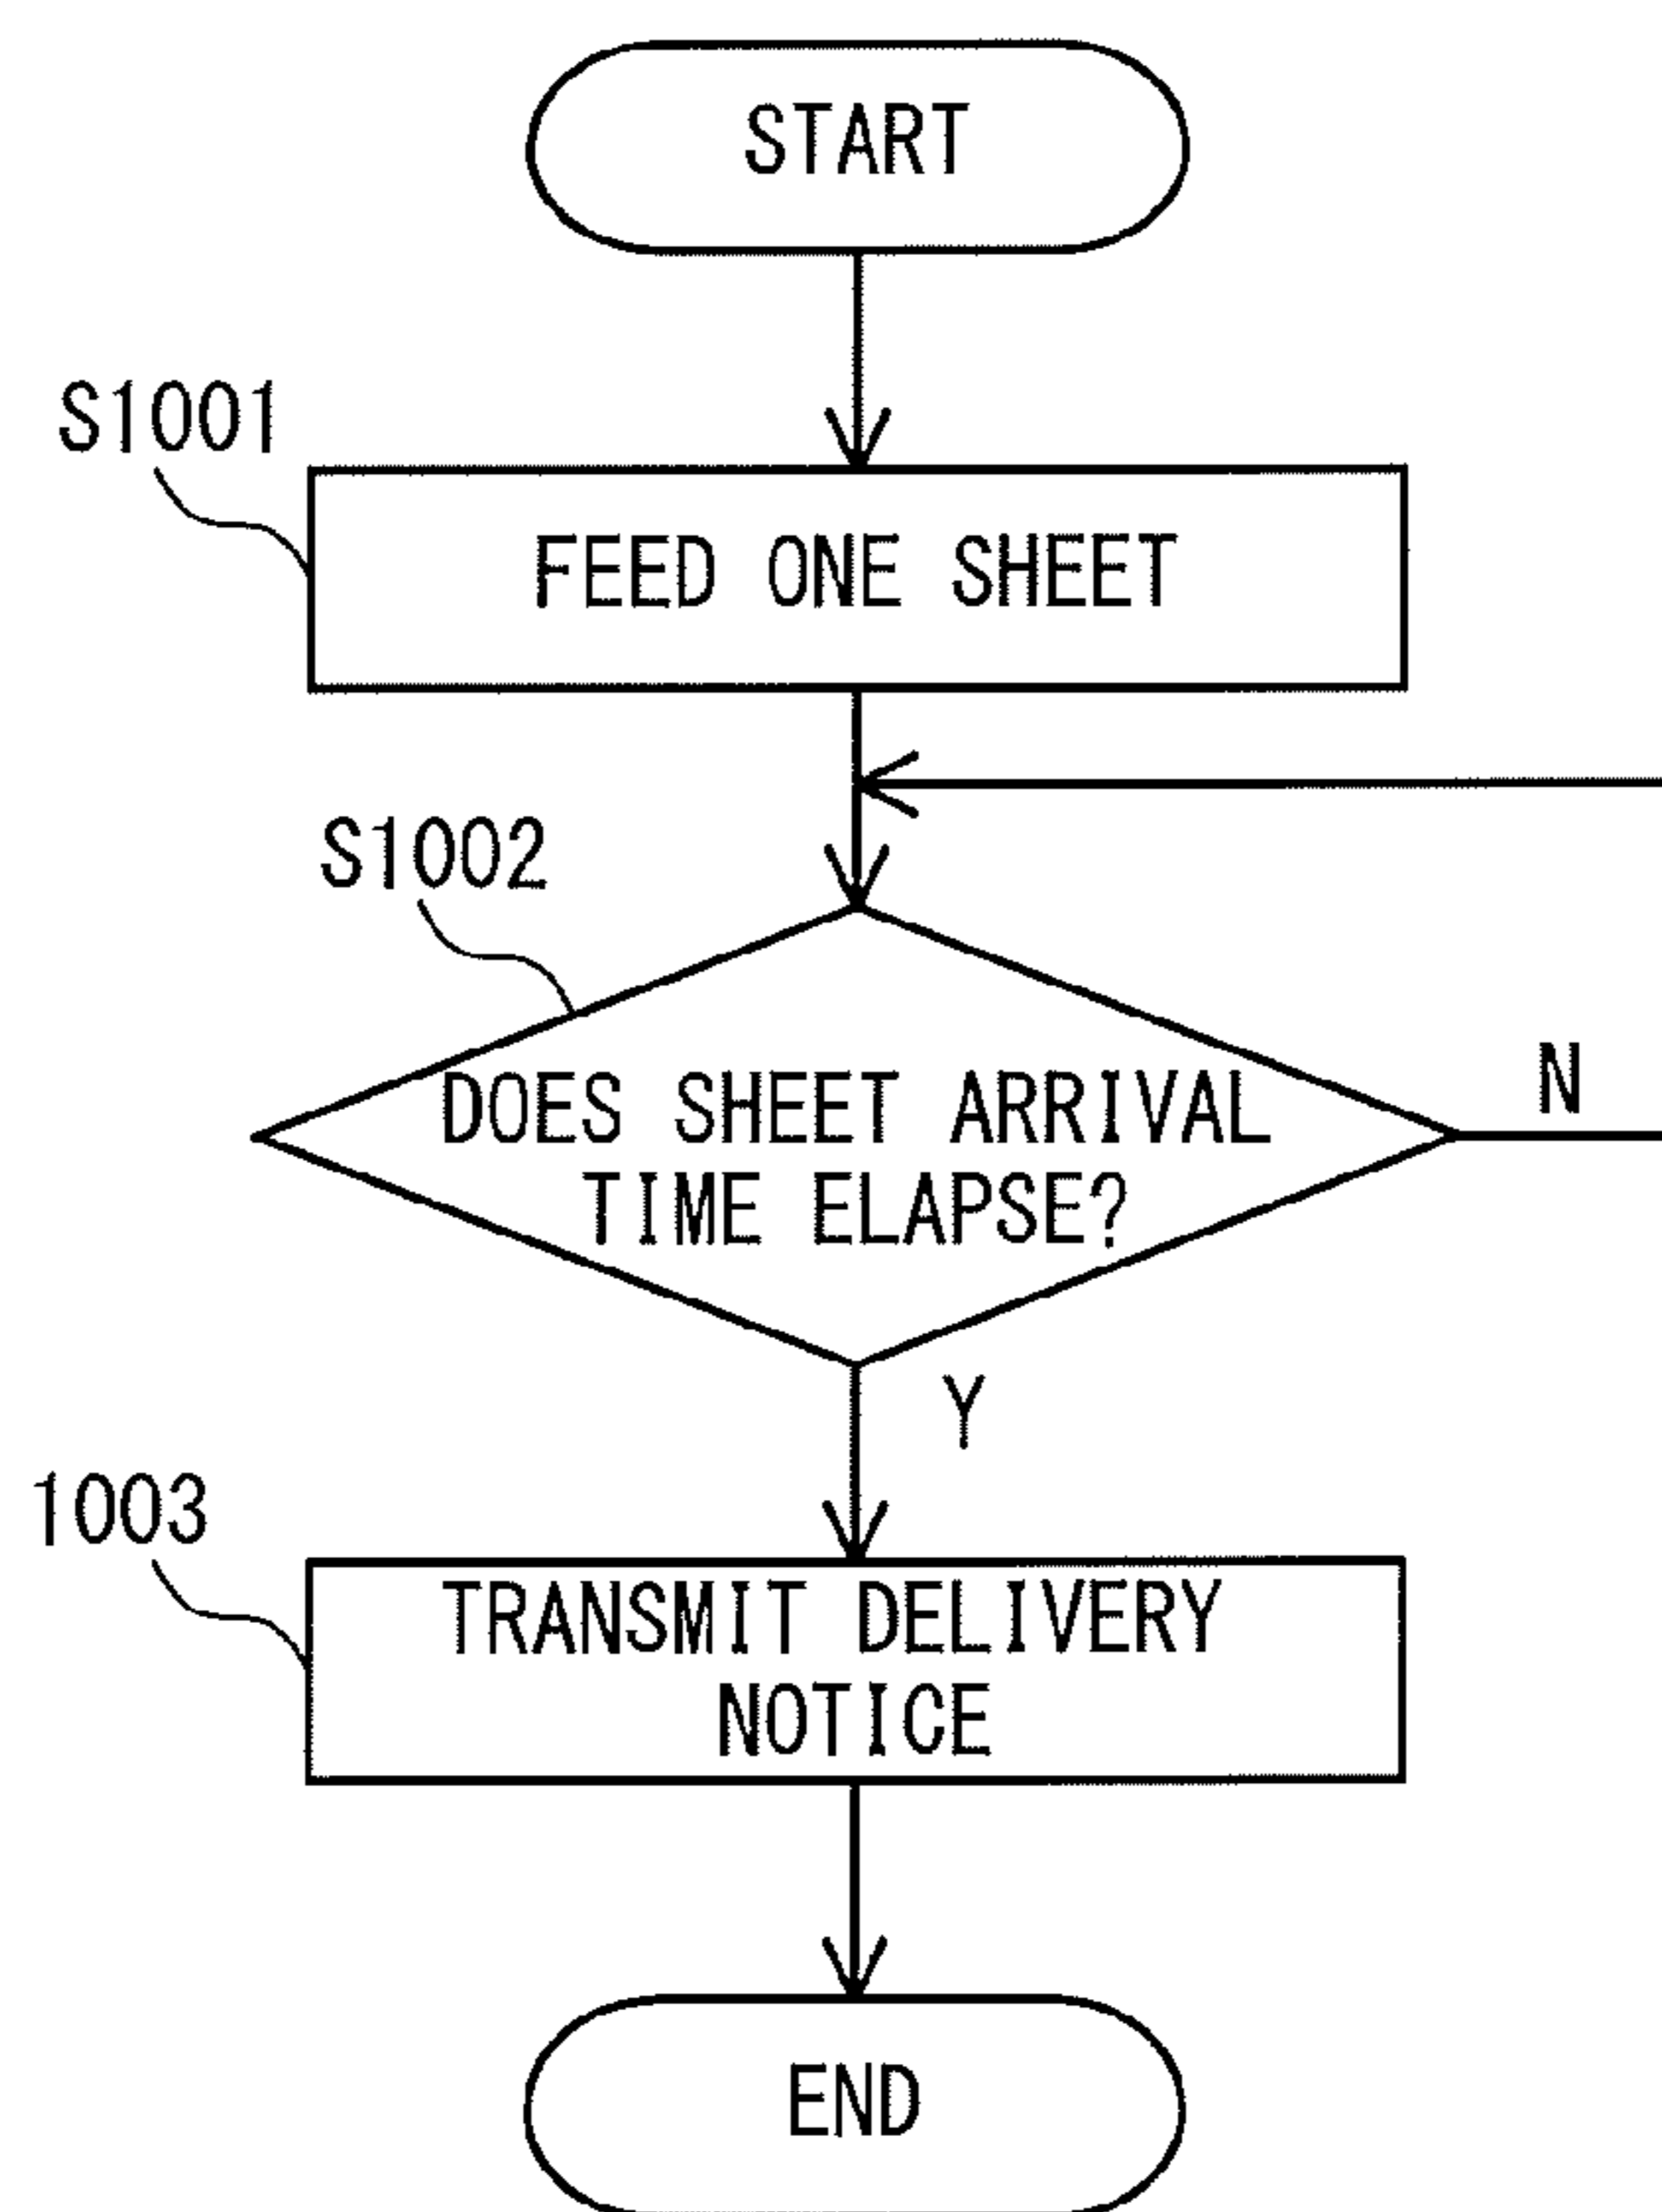 START
S1001
FEED ONE SHEET
S1002
DOES SHEET ARRIVAL
TIME ELAPSE?
N
Y
1003
TRANSMIT DELIVERY
NOTICE
END